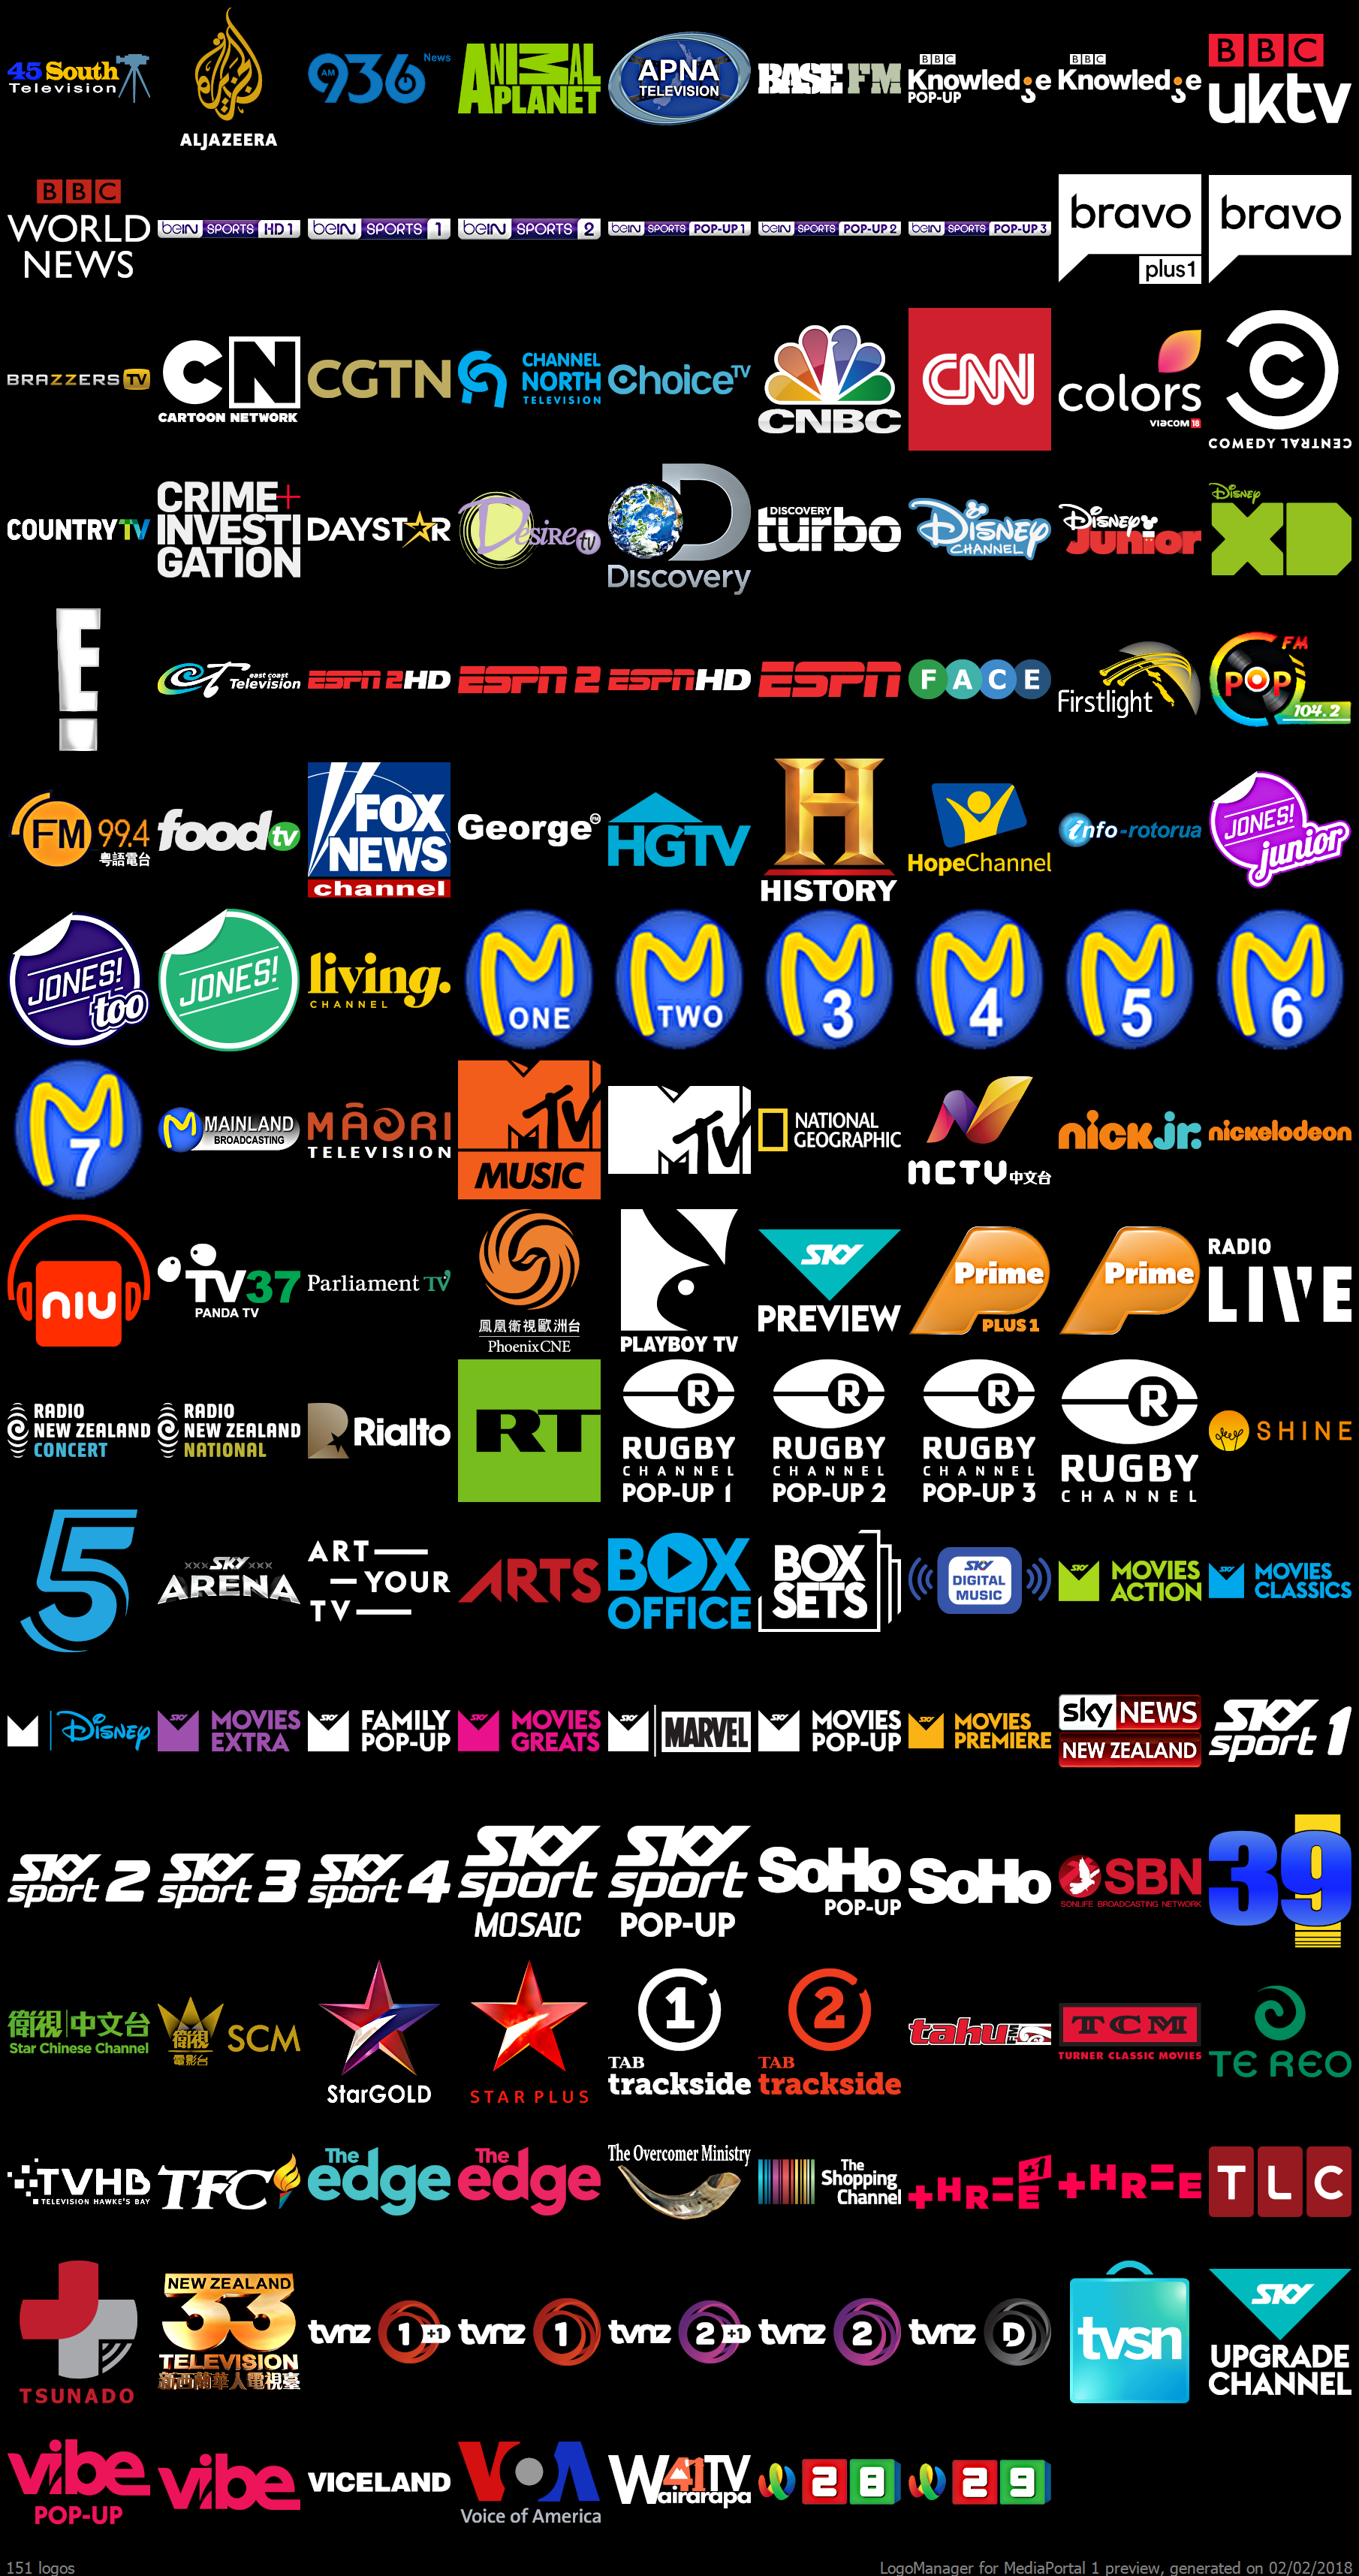 45 South
Television
ALJAZEERA
AM 936 News
ANIMAL
PLANET
APNA
TELEVISION
BASE FM
BBC
Knowledge
POP-UP
BBC
Knowledge
BBC
uktv
BBC
WORLD
NEWS
beIN SPORTS HD 1
beIN SPORTS 1
beIN SPORTS 2
beIN SPORTS POP-UP 1
beIN SPORTS POP-UP 2
beIN SPORTS POP-UP 3
bravo
plus1
bravo
BRAZZERS TV
CN
CARTOON NETWORK
CGTN
CHANNEL
NORTH
TELEVISION
Choice TV
CNBC
CNN
colors
VIACOM 18
COMEDY CENTRAL
COUNTRY TV
CRIME+
INVESTI
GATION
DAYSTAR
Desire tv
Discovery
DISCOVERY
turbo
Disney
CHANNEL
Disney
Junior
Disney
XD
E!
east coast
Television
ESPN 2 HD
ESPN 2
ESPN HD
ESPN
FACE
Firstlight
FM
POP
104.2
FM 99.4
粤語電台
food tv
FOX
NEWS
channel
George FM
HGTV
H
HISTORY
HopeChannel
info-rotorua
JONES!
junior
JONES!
too
JONES!
living.
CHANNEL
M ONE
M TWO
M 3
M 4
M 5
M 6
M 7
M MAINLAND
BROADCASTING
MĀORI
TELEVISION
MTV
MUSIC
MTV
NATIONAL
GEOGRAPHIC
NCTV 中文台
nick jr.
nickelodeon
niu
TV37
PANDA TV
Parliament TV
鳳凰衛視歐洲台
PhoenixCNE
PLAYBOY TV
SKY
PREVIEW
Prime
PLUS 1
Prime
RADIO
LIVE
RADIO
NEW ZEALAND
CONCERT
RADIO
NEW ZEALAND
NATIONAL
Rialto
RT
R
RUGBY
CHANNEL
POP-UP 1
R
RUGBY
CHANNEL
POP-UP 2
R
RUGBY
CHANNEL
POP-UP 3
R
RUGBY
CHANNEL
SHINE
5
XXX SKY XXX
ARENA
ART
YOUR
TV
ARTS
BOX
OFFICE
BOX
SETS
SKY
DIGITAL
MUSIC
SKY MOVIES
ACTION
SKY MOVIES
CLASSICS
Disney
SKY MOVIES
EXTRA
SKY FAMILY
POP-UP
SKY MOVIES
GREATS
SKY MARVEL
SKY MOVIES
POP-UP
SKY MOVIES
PREMIERE
sky NEWS
NEW ZEALAND
SKY
sport 1
SKY
sport 2
SKY
sport 3
SKY
sport 4
SKY
sport
MOSAIC
SKY
sport
POP-UP
SoHo
POP-UP
SoHo
SBN
SONLIFE BROADCASTING NETWORK
39
衛視|中文台
Star Chinese Channel
衛視
電影台
SCM
StarGOLD
STAR PLUS
1
TAB
trackside
2
TAB
trackside
tahu FM
TCM
TURNER CLASSIC MOVIES
TE REO
TVHB
TELEVISION HAWKE'S BAY
TFC
The
edge
The
edge
The Overcomer Ministry
The
Shopping
Channel
+HR=E +1
+HR=E
TLC
TSUNADO
NEW ZEALAND
33
TELEVISION
新西蘭華人電視臺
tvnz 1 +1
tvnz 1
tvnz 2 +1
tvnz 2
tvnz D
tvsn
SKY
UPGRADE
CHANNEL
vibe
POP-UP
vibe
VICELAND
VOA
Voice of America
Wairarapa
41 TV
28
29
151 logos
LogoManager for MediaPortal 1 preview, generated on 02/02/2018